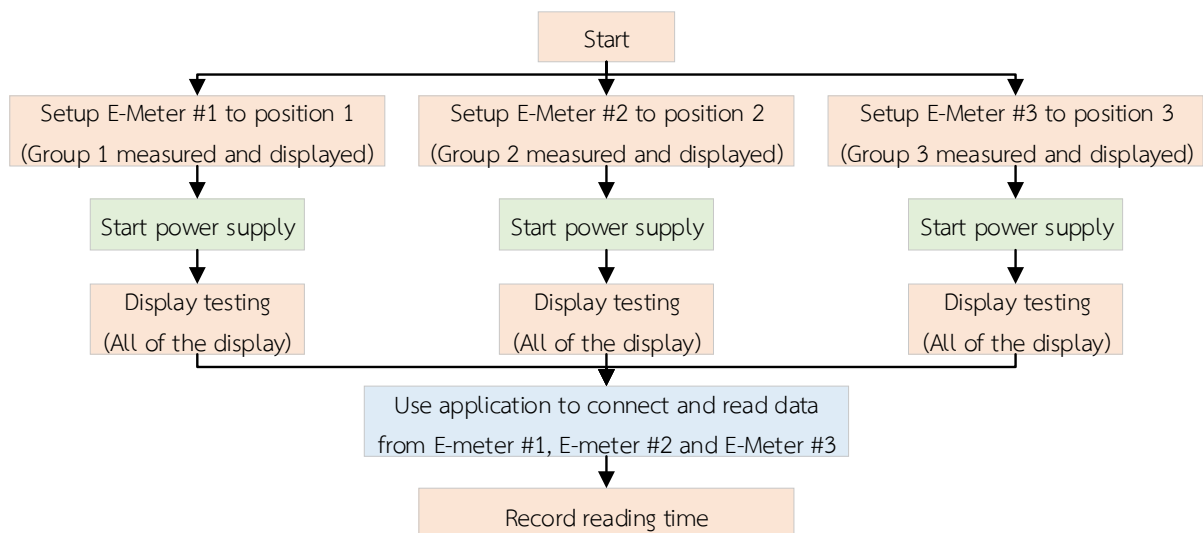 Start
Setup E-Meter #1 to position 1
(Group 1 measured and displayed)
Setup E-Meter #2 to position 2
(Group 2 measured and displayed)
Setup E-Meter #3 to position 3
(Group 3 measured and displayed)
Start power supply
Start power supply
Start power supply
Display testing
(All of the display)
Display testing
(All of the display)
Display testing
(All of the display)
Use application to connect and read data
from E-meter #1, E-meter #2 and E-Meter #3
Record reading time